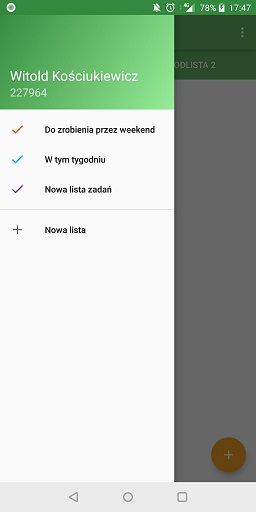 78% 17:47
Witold Kościukiewicz
227964
ODLISTA 2
Do zrobienia przez weekend
W tym tygodniu
Nowa lista zadań
Nowa lista